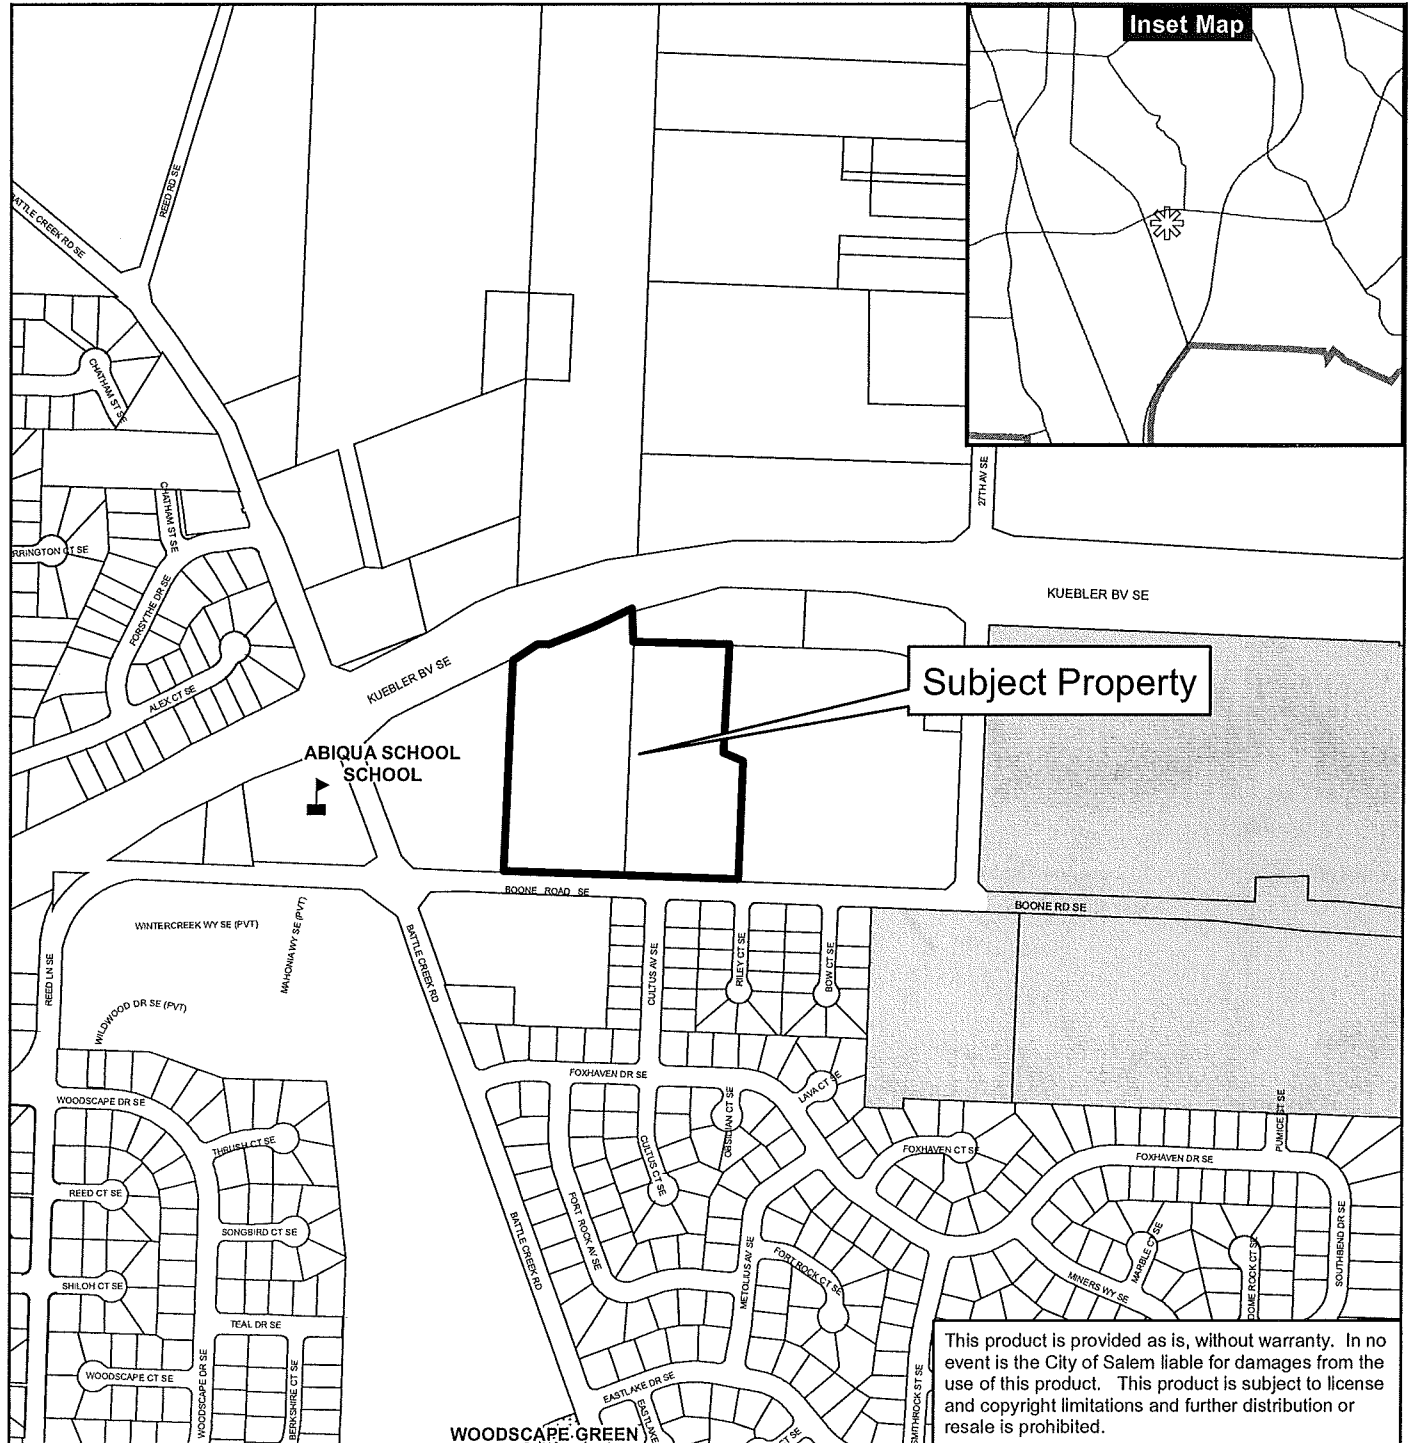 Inset Map
REED RD SE
BATTLE CREEK RD SE
CHATHAM ST SE
27TH AV SE
CHATHAM ST SE
RRINGTON CT SE
FORSYTHE DR SE
KUEBLER BV SE
KUEBLER BV SE
ALEX CT SE
Subject Property
ABIQUA SCHOOL
SCHOOL
BOONE ROAD SE
BOONE RD SE
WINTERCREEK WY SE (PVT)
MAHONIA WY SE (PVT)
BATTLE CREEK RD
CULTUS AV SE
RILEY CT SE
BOW CT SE
REED LN SE
WILDWOOD DR SE (PVT)
FOXHAVEN DR SE
LAVA CT SE
WOODSCAPE DR SE
OBSIDIAN CT SE
PUMICE CT SE
THRUSH CT SE
CULTUS CT SE
FOXHAVEN CT SE
FOXHAVEN DR SE
REED CT SE
FORT ROCK AV SE
SONGBIRD CT SE
BATTLE CREEK RD
METOLIUS AV SE
FORT ROCK CT SE
MARBLE CT SE
DOME ROCK CT SE
SOUTHBEND DR SE
SHILOH CT SE
MINERS WY SE
TEAL DR SE
WOODSCAPE CT SE
WOODSCAPE DR SE
BERKSHIRE CT SE
EASTLAKE DR SE
EASTLAKE
CT SE
SMITHROCK ST SE
WOODSCAPE GREEN
This product is provided as is, without warranty. In no
event is the City of Salem liable for damages from the
use of this product. This product is subject to license
and copyright limitations and further distribution or
resale is prohibited.